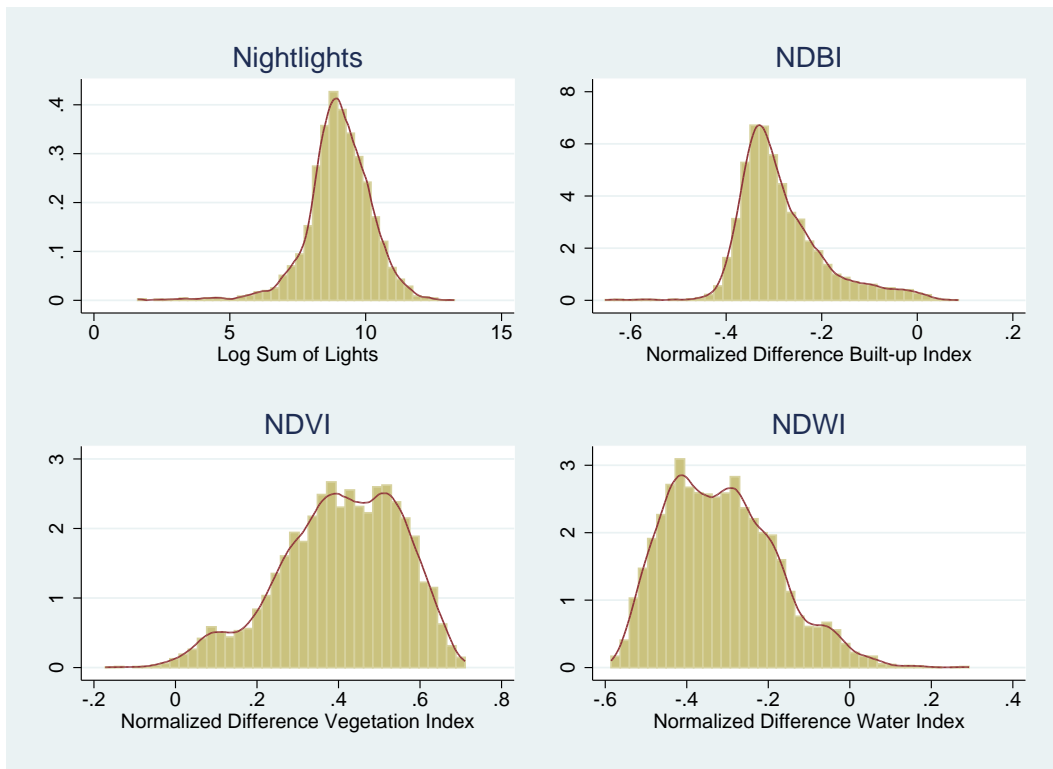 Nightlights
.4
.3
.2
.1
0
0 5 10 15
Log Sum of Lights
NDBI
8
6
4
2
0
-.6 -.4 -.2 0 .2
Normalized Difference Built-up Index
NDVI
3
2
1
0
-.2 0 .2 .4 .6 .8
Normalized Difference Vegetation Index
NDWI
3
2
1
0
-.6 -.4 -.2 0 .2 .4
Normalized Difference Water Index